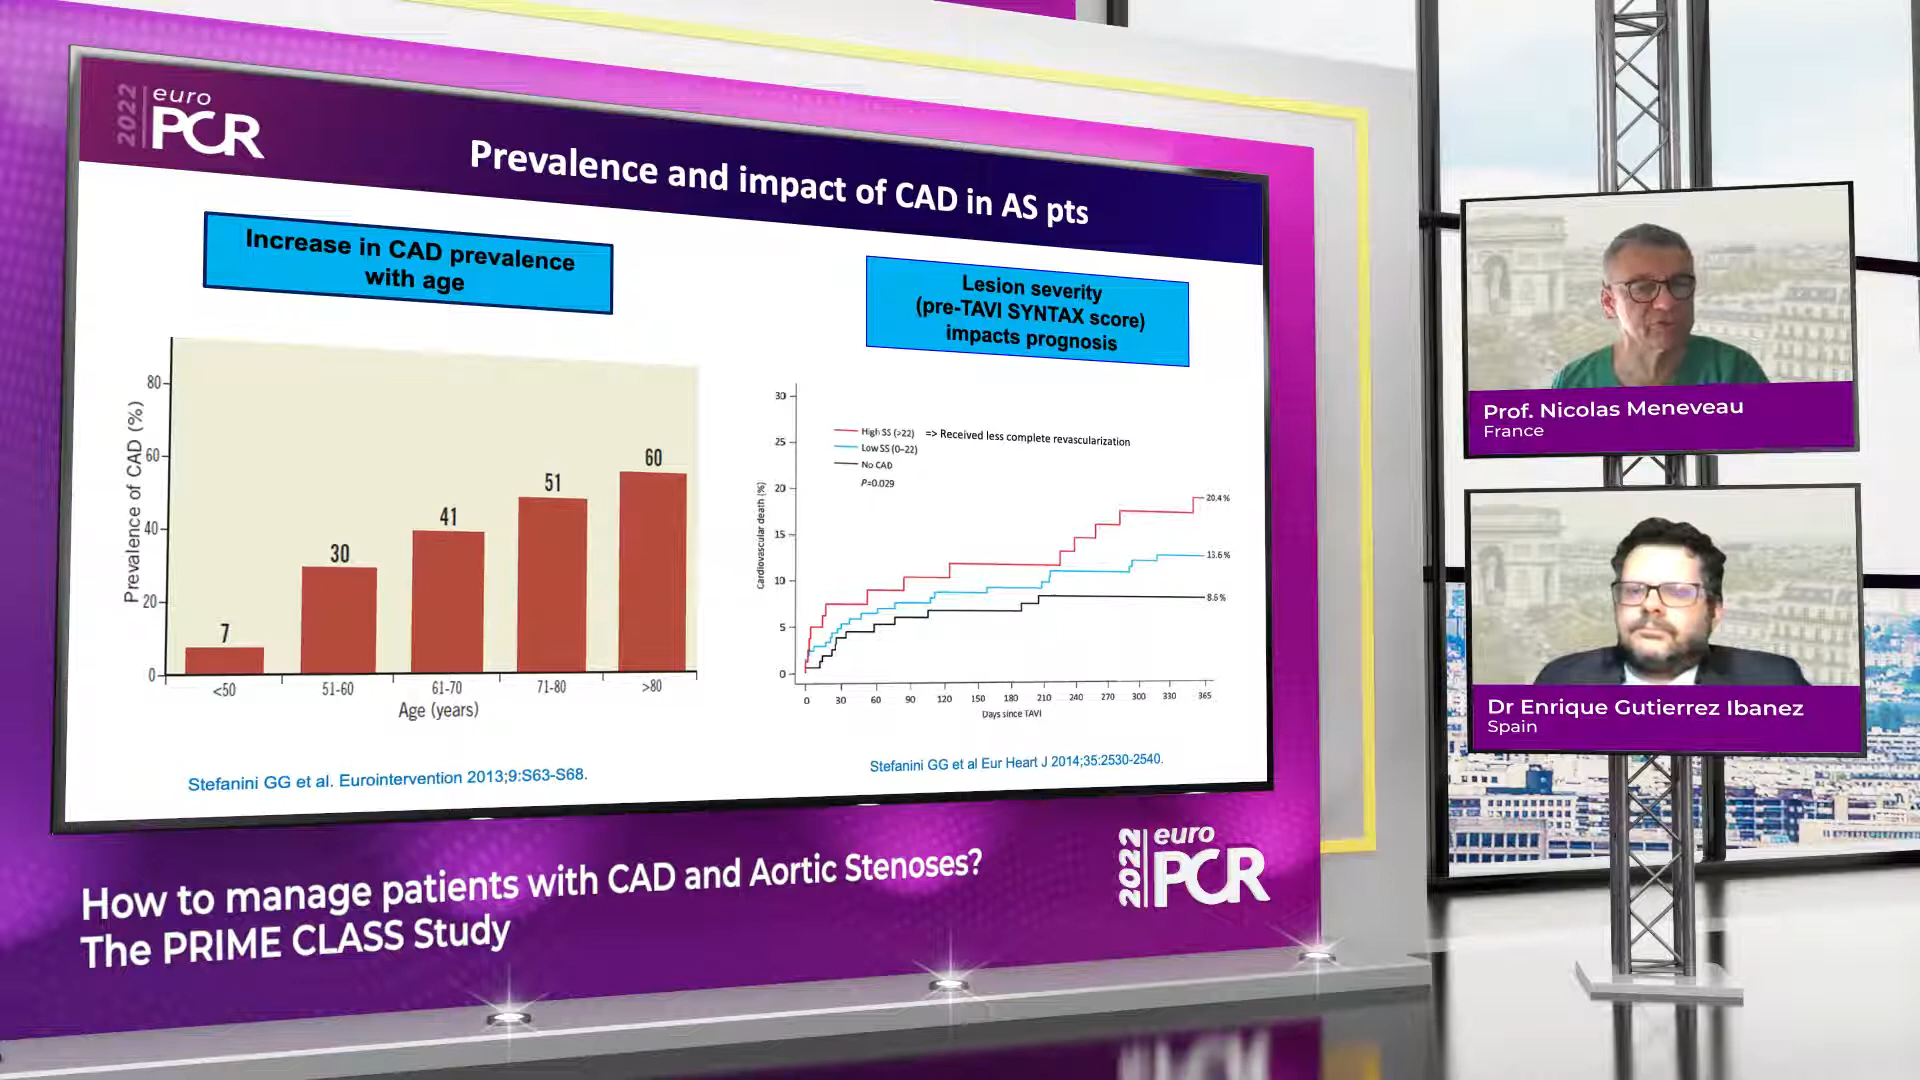 2022 euro
PCR
Prevalence and impact of CAD in AS pts
Increase in CAD prevalence
with age
Prevalence of CAD (%)
80
60
40
20
0
7
30
41
51
60
<50
51-60
61-70
71-80
>80
Age (years)
Stefanini GG et al. Eurointervention 2013;9:S63-S68.
Lesion severity
(pre-TAVI SYNTAX score)
impacts prognosis
Cardiovascular death (%)
30
25
20
15
10
5
0
High SS (>22) => Received less complete revascularization
Low SS (0-22)
No CAD
P=0.029
20.4%
13.6%
8.6%
0 30 60 90 120 150 180 210 240 270 300 330 365
Days since TAVI
Stefanini GG et al Eur Heart J 2014;35:2530-2540.
How to manage patients with CAD and Aortic Stenoses?
The PRIME CLASS Study
2022 euro
PCR
Prof. Nicolas Meneveau
France
Dr Enrique Gutierrez Ibanez
Spain
2022 euro
PCR